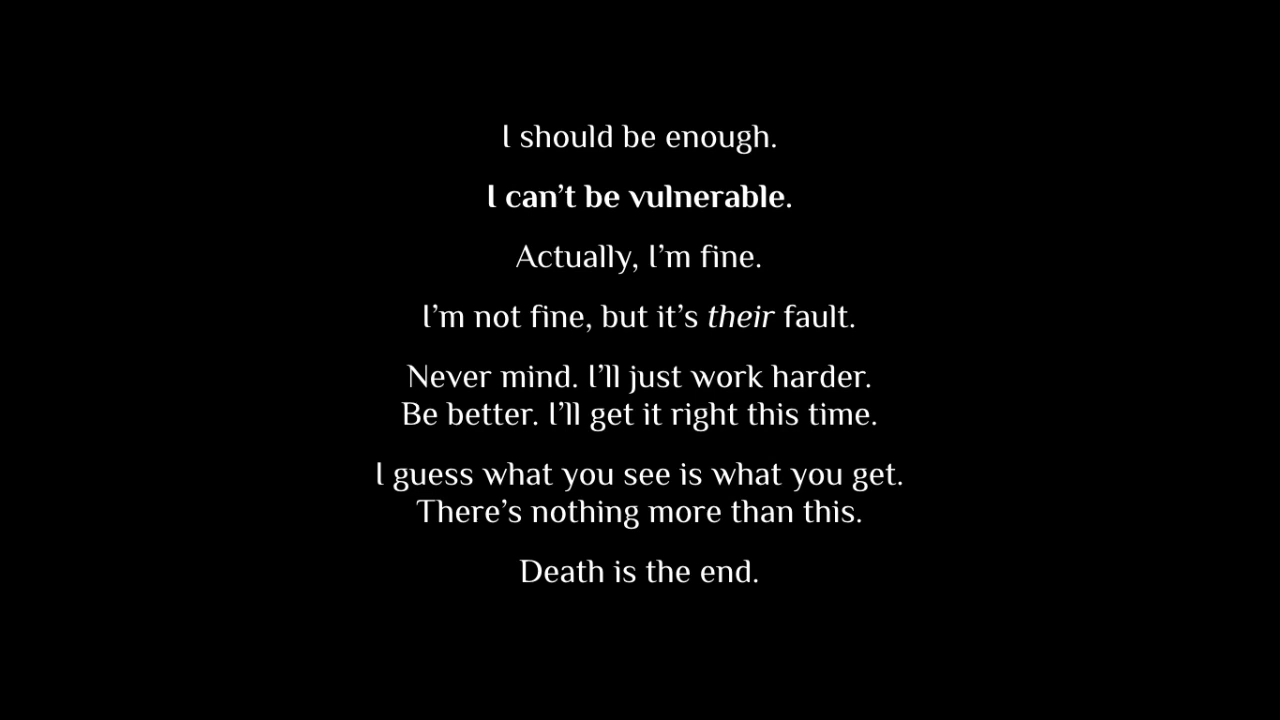 I should be enough.
I can’t be vulnerable.
Actually, I’m fine.
I’m not fine, but it’s their fault.
Never mind. I’ll just work harder.
Be better. I’ll get it right this time.
I guess what you see is what you get.
There’s nothing more than this.
Death is the end.